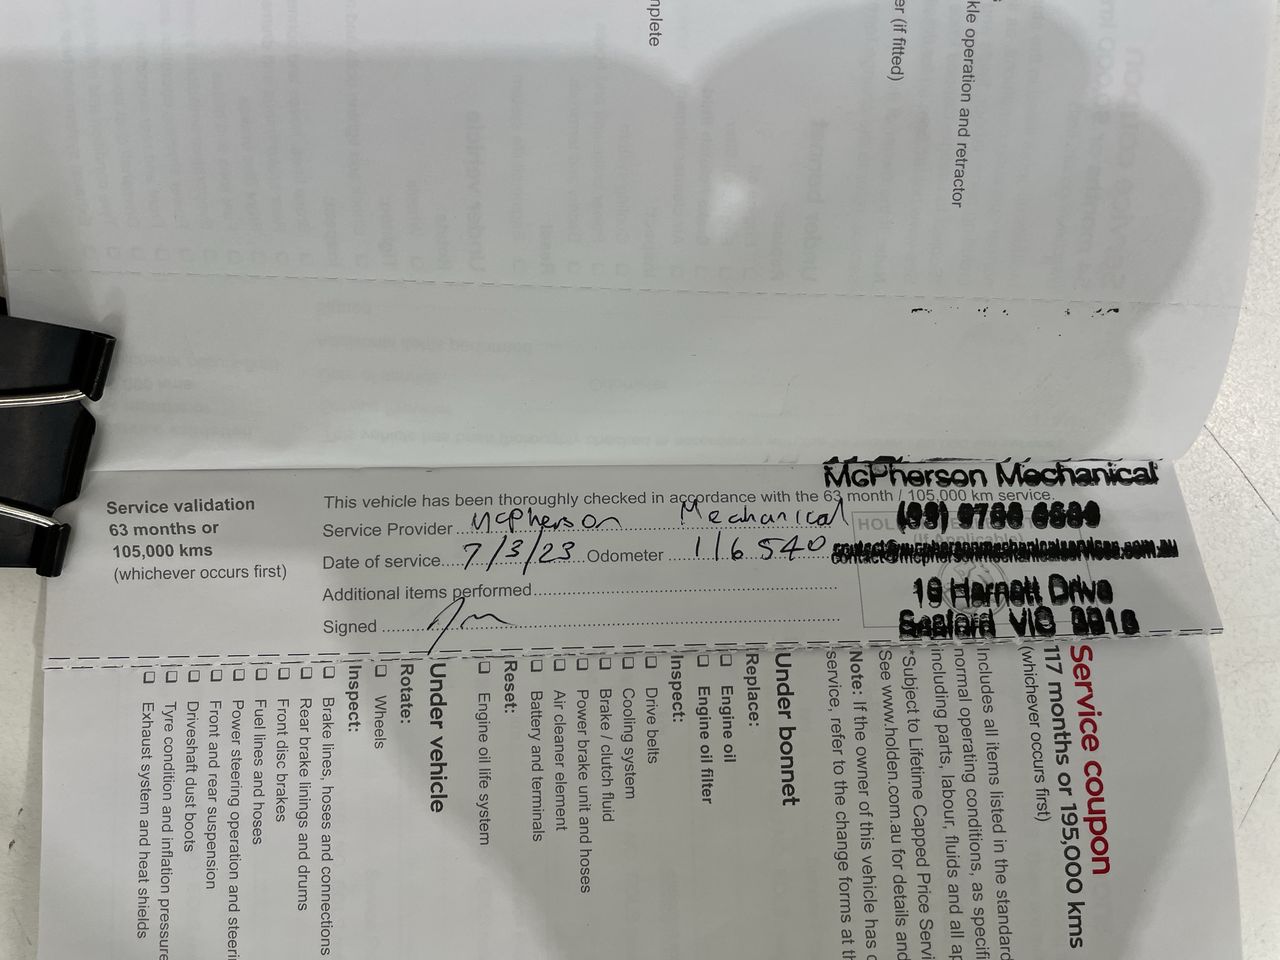 mplete
er (if fitted)
kle operation and retractor
Service validation
63 months or
105,000 kms
(whichever occurs first)
This vehicle has been thoroughly checked in accordance with the 63 month / 105,000 km service.
Service Provider McPherson Mechanical
Date of service 7/3/23 Odometer 116540
Additional items performed
Signed
McPherson Mechanical
contact@mcphersonmechanicalservices.com.au
Drive
Seaford VIC
Service coupon
117 months or 195,000 kms
(whichever occurs first)
Includes all items listed in the standard
normal operating conditions, as specifi
including parts, labour, fluids and all ap
*Subject to Lifetime Capped Price Servi
See www.holden.com.au for details and
Note: If the owner of this vehicle has c
service, refer to the change forms at th
Under bonnet
Replace:
Engine oil
Engine oil filter
Inspect:
Drive belts
Cooling system
Brake / clutch fluid
Power brake unit and hoses
Air cleaner element
Battery and terminals
Reset:
Engine oil life system
Under vehicle
Rotate:
Wheels
Inspect:
Brake lines, hoses and connections
Rear brake linings and drums
Front disc brakes
Fuel lines and hoses
Power steering operation and steeri
Front and rear suspension
Driveshaft dust boots
Tyre condition and inflation pressure
Exhaust system and heat shields